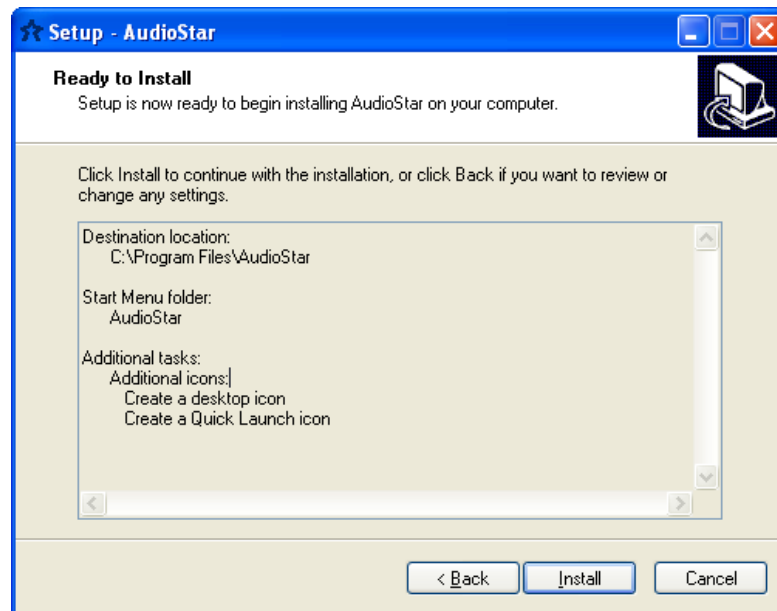 Setup - AudioStar
Ready to Install
Setup is now ready to begin installing AudioStar on your computer.
Click Install to continue with the installation, or click Back if you want to review or
change any settings.
Destination location:
C:\Program Files\AudioStar
Start Menu folder:
AudioStar
Additional tasks:
Additional icons:
Create a desktop icon
Create a Quick Launch icon
< Back Install Cancel